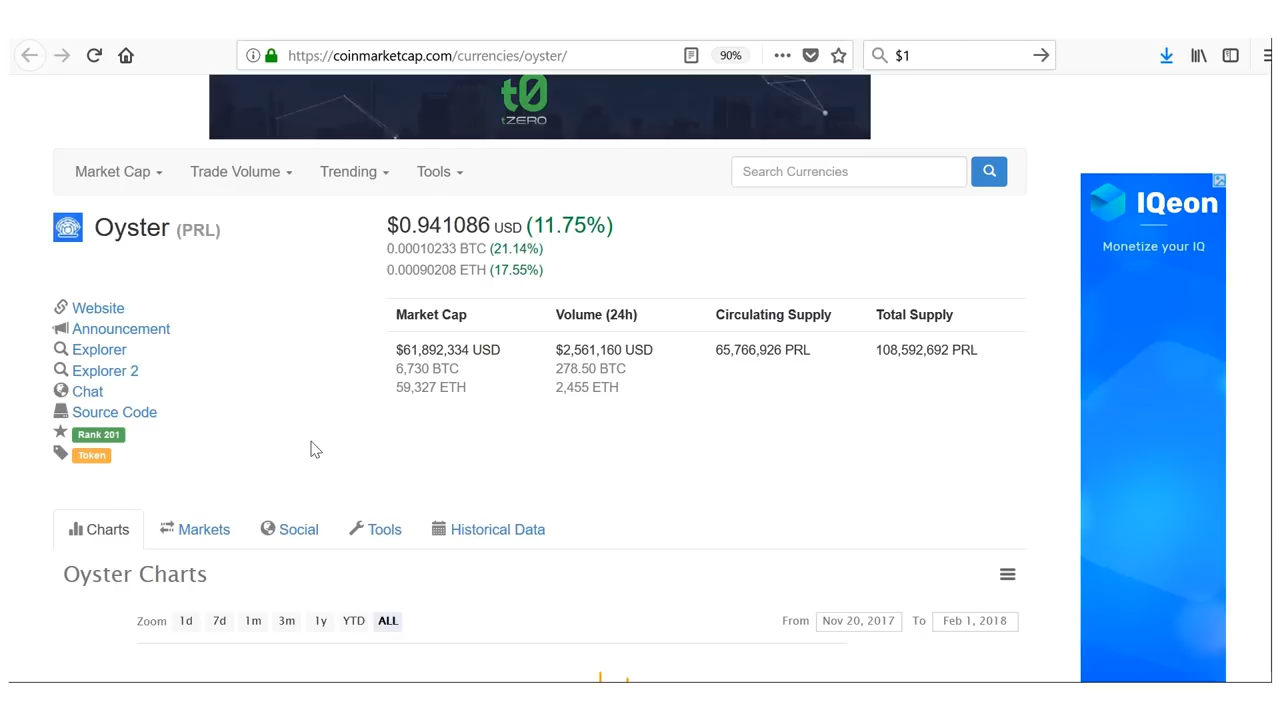 https://coinmarketcap.com/currencies/oyster/ 90% $1
t0
tZERO
Market Cap Trade Volume Trending Tools Search Currencies
IQeon
Monetize your IQ
Oyster (PRL)
$0.941086 USD (11.75%)
0.00010233 BTC (21.14%)
0.00090208 ETH (17.55%)
Website
Announcement
Explorer
Explorer 2
Chat
Source Code
Rank 201
Token
Market Cap Volume (24h) Circulating Supply Total Supply
$61,892,334 USD $2,561,160 USD 65,766,926 PRL 108,592,692 PRL
6,730 BTC 278.50 BTC
59,327 ETH 2,455 ETH
Charts Markets Social Tools Historical Data
Oyster Charts
Zoom 1d 7d 1m 3m 1y YTD ALL From Nov 20, 2017 To Feb 1, 2018